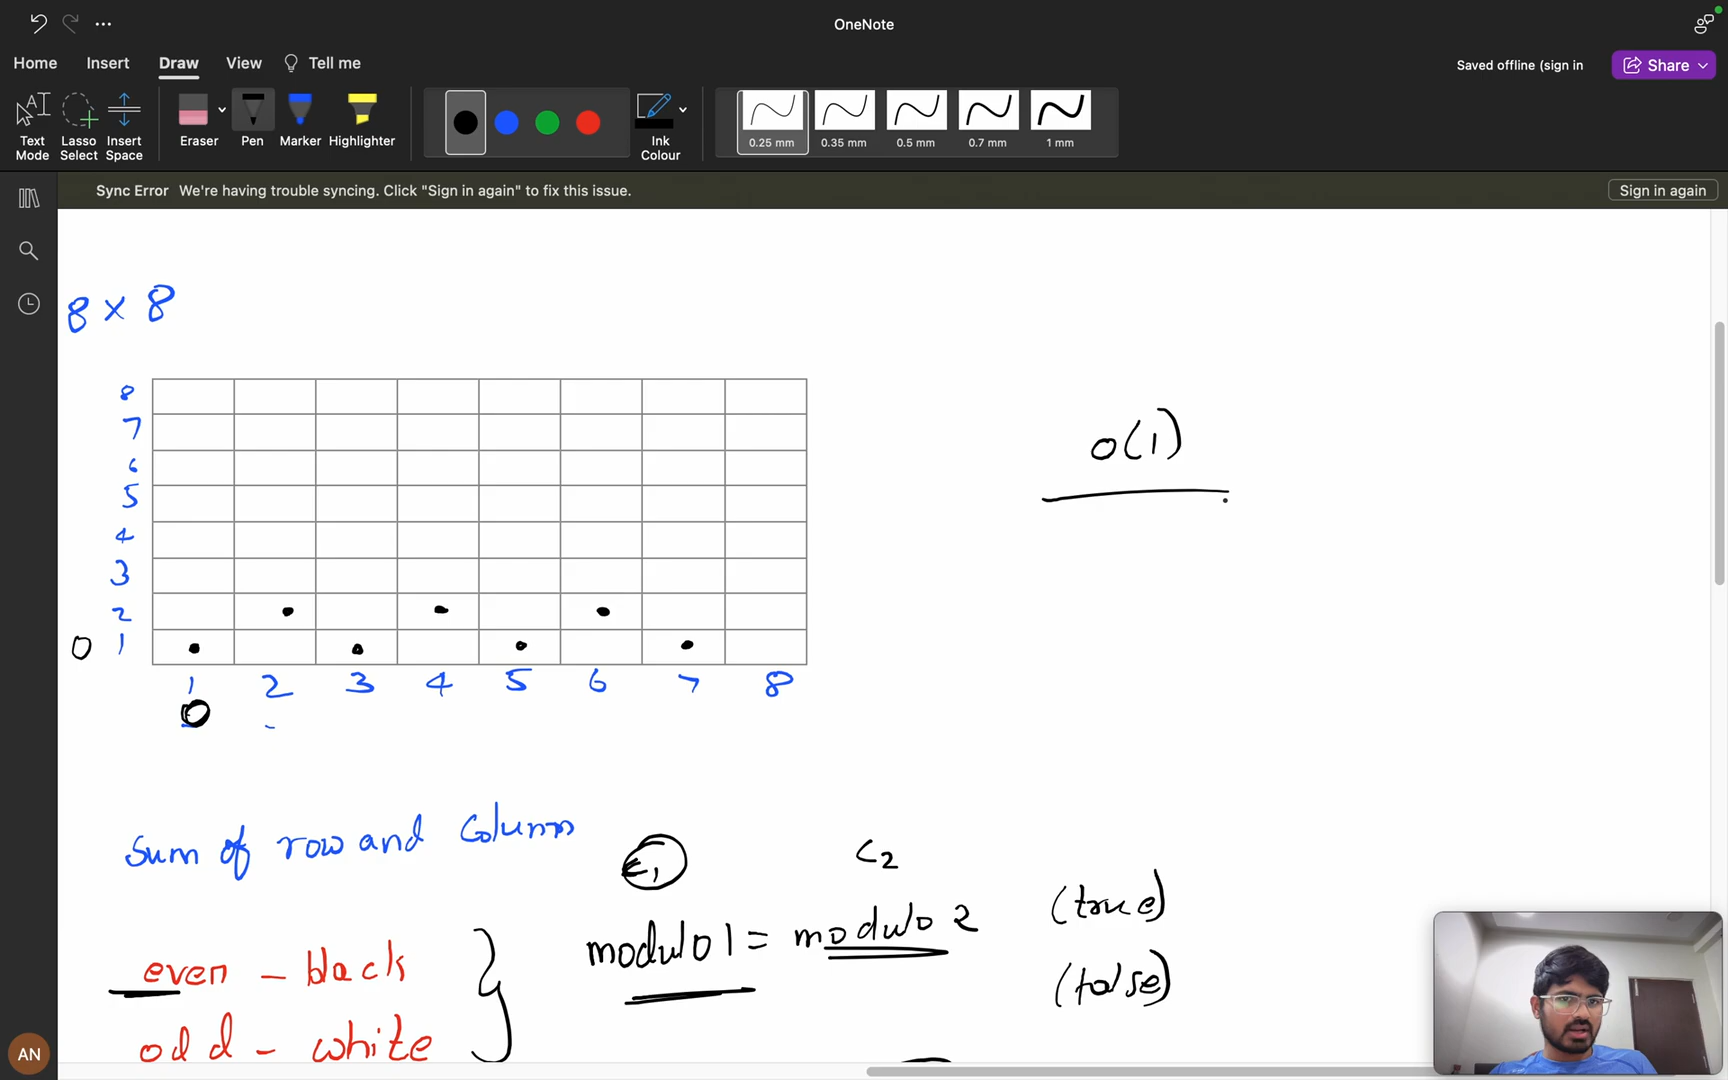 OneNote
Home Insert Draw View Tell me
Saved offline (sign in
Share
Text Mode
Lasso Select
Insert Space
Eraser
Pen
Marker
Highlighter
Ink Colour
0.25 mm
0.35 mm
0.5 mm
0.7 mm
1 mm
Sync Error We're having trouble syncing. Click "Sign in again" to fix this issue.
Sign in again
8 x 8
8
7
6
5
4
3
2
0 1
1 2 3 4 5 6 7 8
0
O(1)
Sum of row and Column
C1 C2
modulo 1 = modulo 2
(true)
(false)
even - black
odd - white
AN